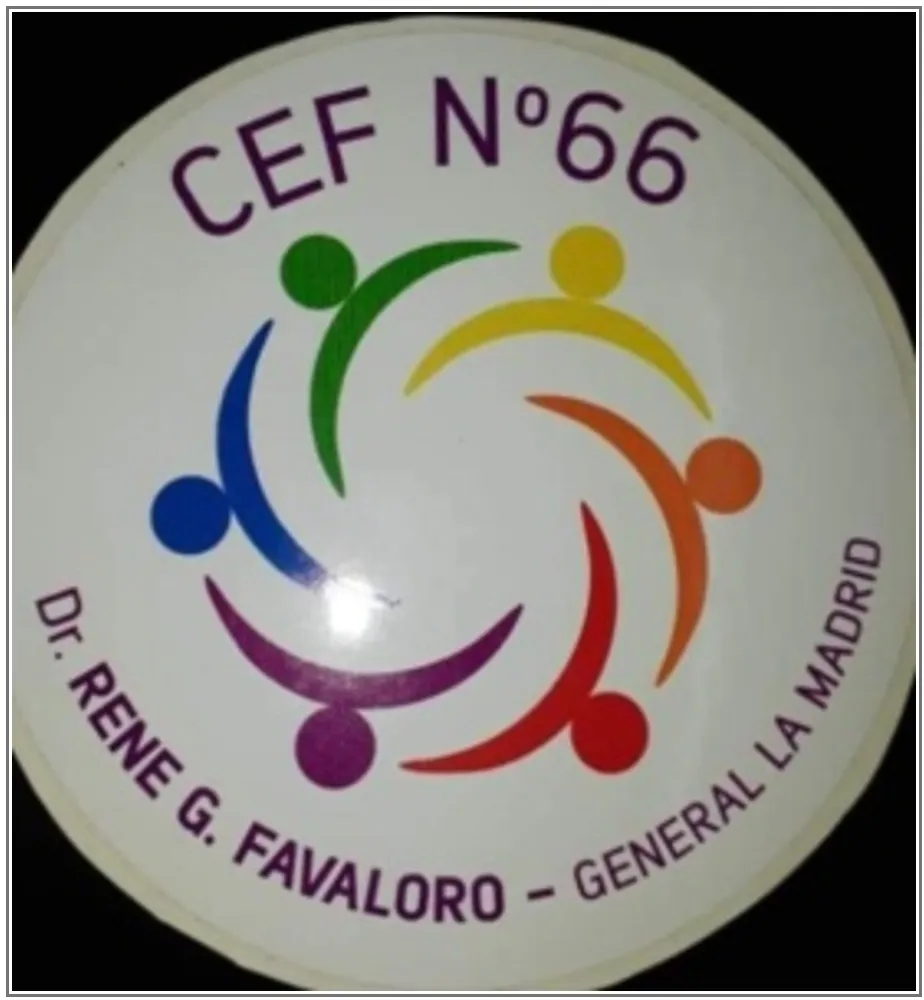 CEF Nº66
Dr. RENE G. FAVALORO - GENERAL LA MADRID